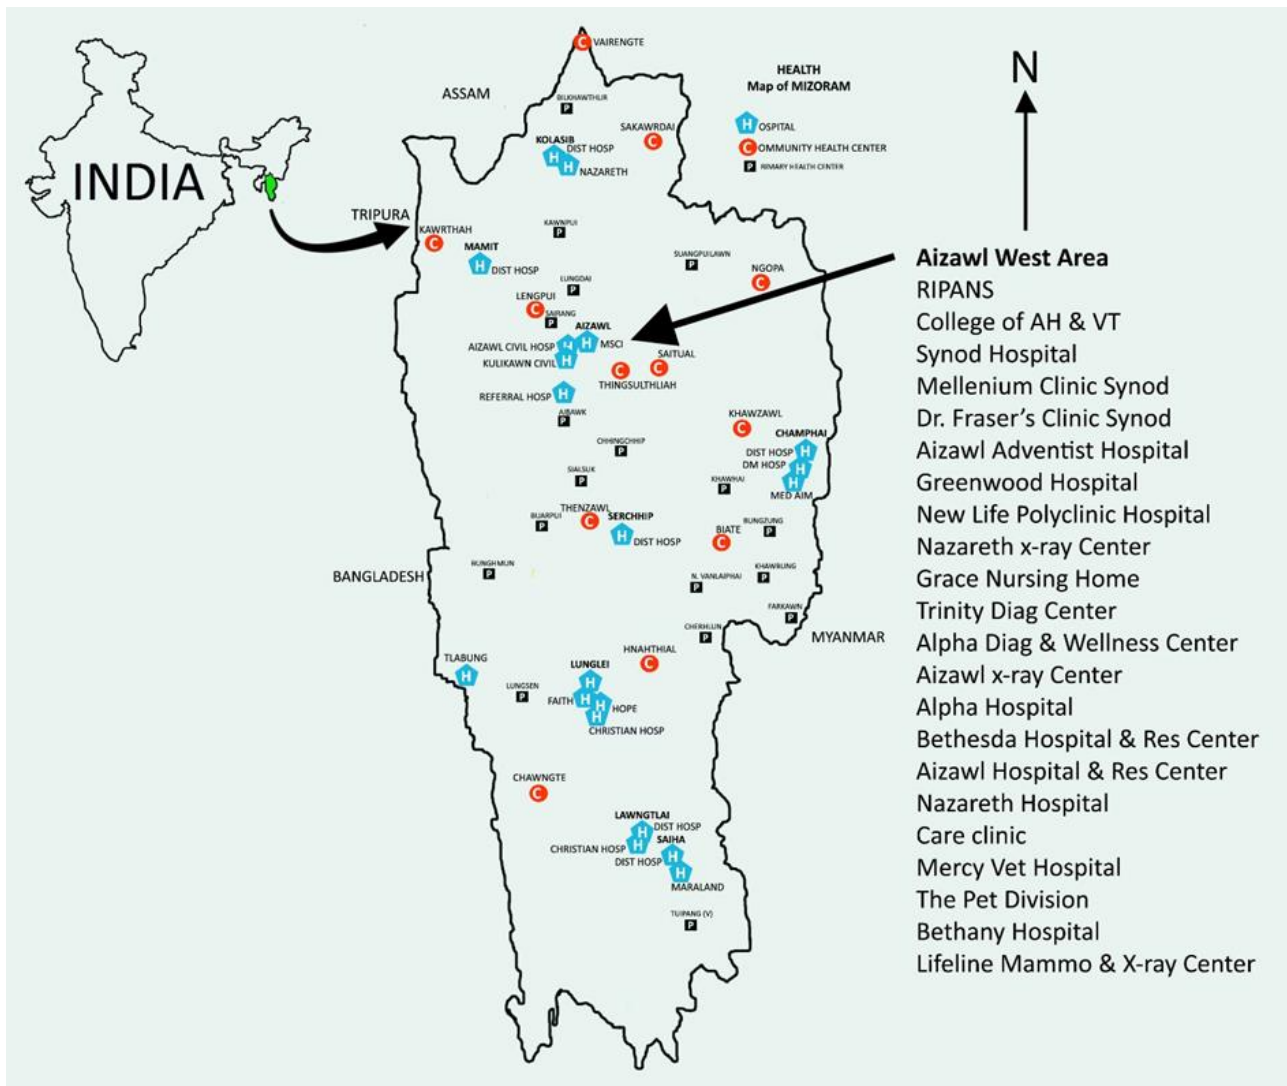 VAIRENGTE
ASSAM
BILKHAWTHLIR
SAKAWRDAI
KOLASIB
DIST HOSP
H
H
NAZARETH
HEALTH
Map of MIZORAM
H OSPITAL
C OMMUNITY HEALTH CENTER
P RIMARY HEALTH CENTER
N
INDIA
TRIPURA
KAWRTHAH
C
MAMIT
H
DIST HOSP
KAWNPUI
P
SUANGPUILAWN
P
NGOPA
C
LUNGDAI
P
LENGPUI
C
SAIRANG
P
AIZAWL
AIZAWL CIVIL HOSP
H
H
MSCI
KULIKAWN CIVIL
H
SAITUAL
C
C
THINGSULTHLIAH
REFERRAL HOSP
H
AIBAWK
P
KHAWZAWL
C
CHHINGCHHIP
P
CHAMPHAI
DIST HOSP
H
DM HOSP
H
H
MED AIM
SIALSUK
P
KHAWHAI
P
THENZAWL
C
BUARPUI
P
SERCHHIP
H
DIST HOSP
BIATE
C
BUNGZUNG
P
BUNGHMUN
P
BANGLADESH
N. VANLAIPHAI
P
KHAWBUNG
P
FARKAWN
P
CHERHLUN
P
MYANMAR
TLABUNG
H
LUNGSEN
P
LUNGLEI
H
FAITH
H
H
HOPE
H
CHRISTIAN HOSP
HNAHTHIAL
C
CHAWNGTE
C
LAWNGTLAI
H
DIST HOSP
CHRISTIAN HOSP
H
SAIHA
DIST HOSP
H
H
MARALAND
TUIPANG (V)
P
Aizawl West Area
RIPANS
College of AH & VT
Synod Hospital
Mellenium Clinic Synod
Dr. Fraser’s Clinic Synod
Aizawl Adventist Hospital
Greenwood Hospital
New Life Polyclinic Hospital
Nazareth x-ray Center
Grace Nursing Home
Trinity Diag Center
Alpha Diag & Wellness Center
Aizawl x-ray Center
Alpha Hospital
Bethesda Hospital & Res Center
Aizawl Hospital & Res Center
Nazareth Hospital
Care clinic
Mercy Vet Hospital
The Pet Division
Bethany Hospital
Lifeline Mammo & X-ray Center